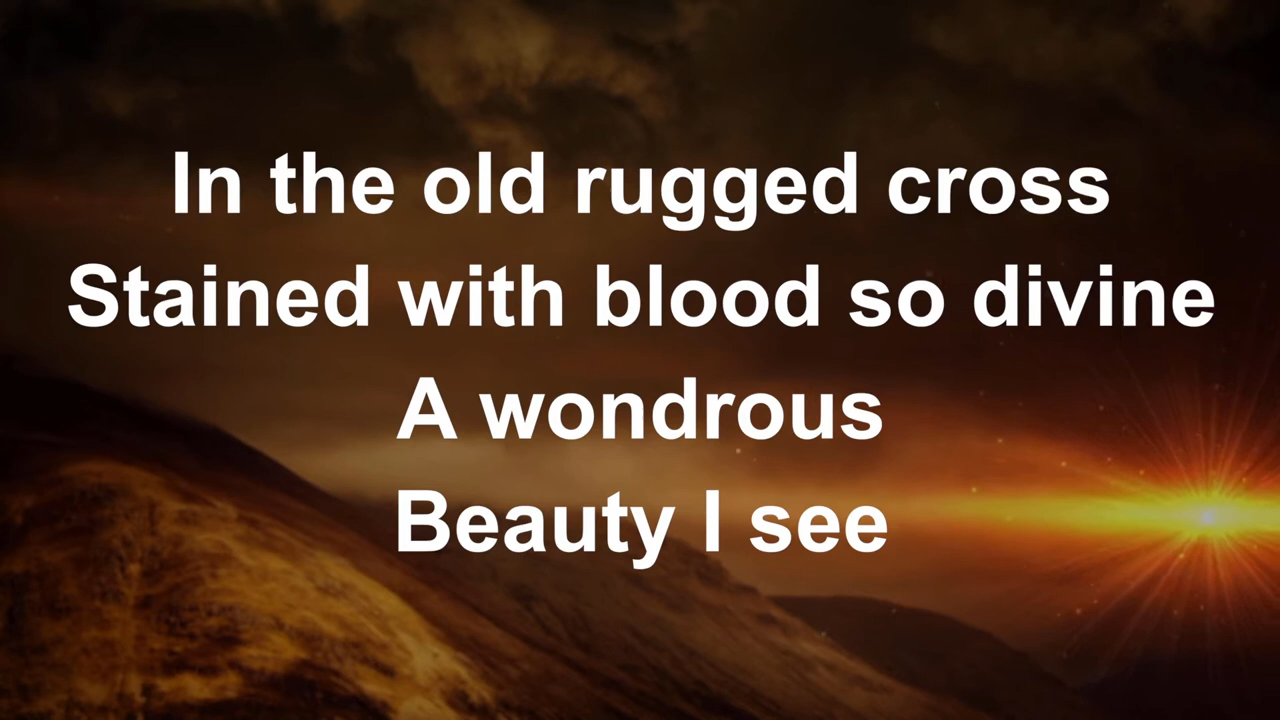 In the old rugged cross
Stained with blood so divine
A wondrous
Beauty I see